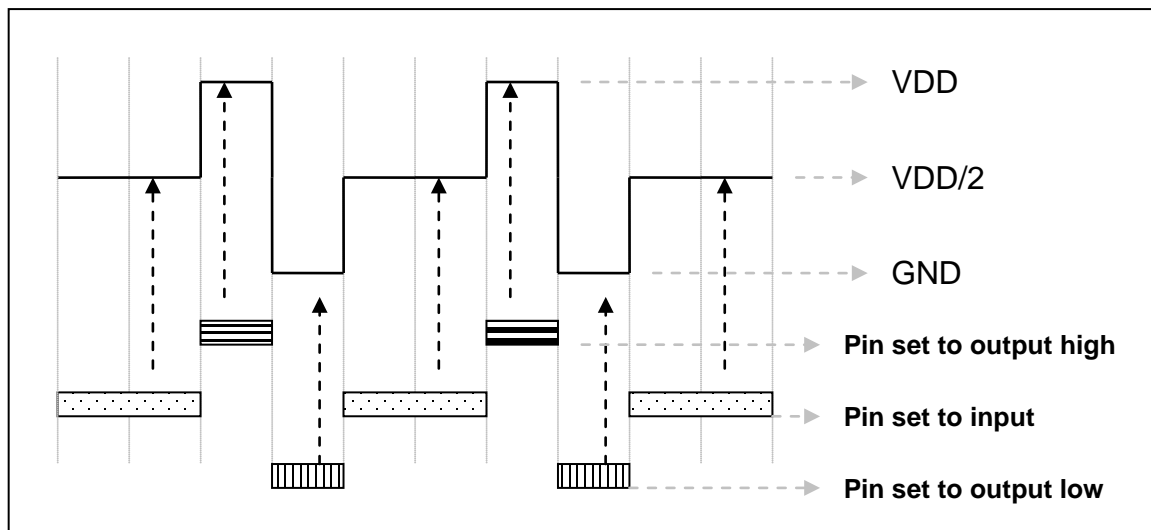 VDD
VDD/2
GND
Pin set to output high
Pin set to input
Pin set to output low